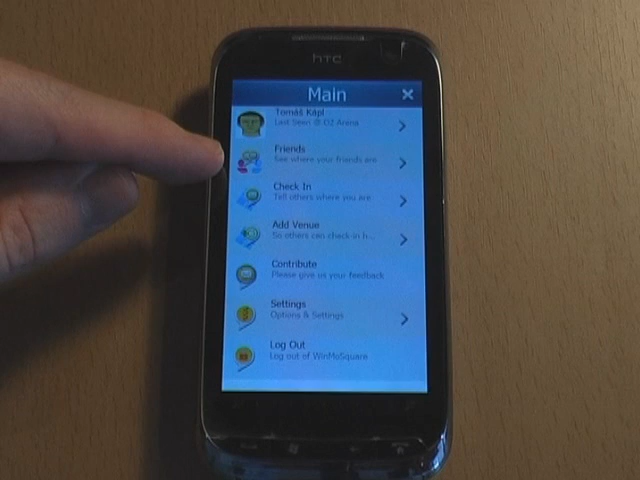 hTC
Main
Tomáš Kápl
Last Seen @ O2 Arena
Friends
See where your friends are
Check In
Tell others where you are
Add Venue
So others can check-in h...
Contribute
Please give us your feedback
Settings
Options & Settings
Log Out
Log out of WinMoSquare